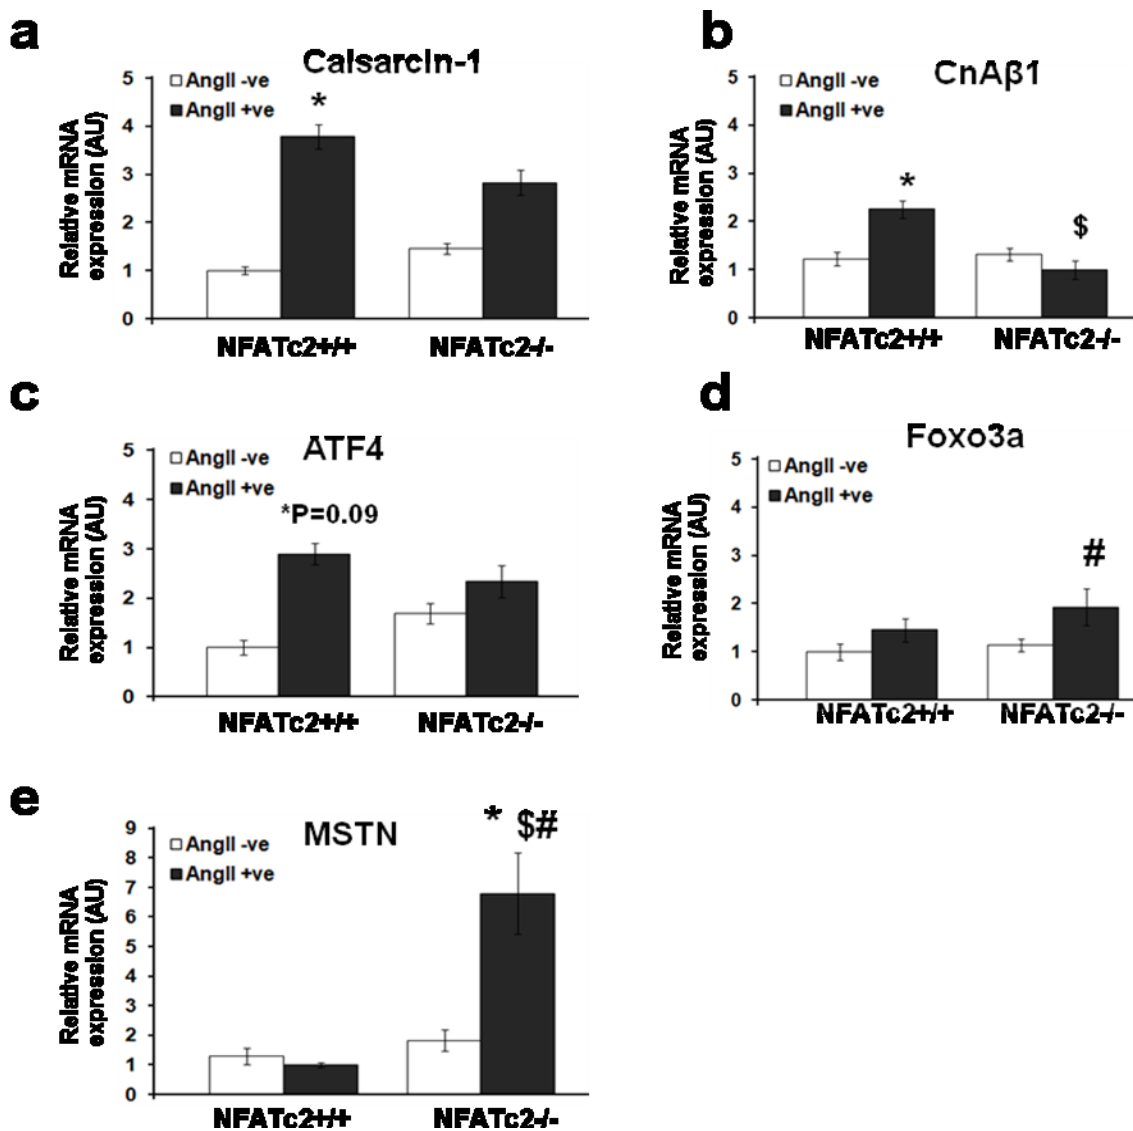 a
Calsarcin-1
Relative mRNA
expression (AU)
5
4
3
2
1
0
AngII -ve
AngII +ve
*
NFATc2+/+
NFATc2-/-
b
CnAβ1
Relative mRNA
expression (AU)
5
4
3
2
1
0
AngII -ve
AngII +ve
*
$
NFATc2+/+
NFATc2-/-
c
ATF4
Relative mRNA
expression (AU)
5
4
3
2
1
0
AngII -ve
AngII +ve
*P=0.09
NFATc2+/+
NFATc2-/-
d
Foxo3a
Relative mRNA
expression (AU)
5
4
3
2
1
0
AngII -ve
AngII +ve
#
NFATc2+/+
NFATc2-/-
e
MSTN
Relative mRNA
expression (AU)
9
8
7
6
5
4
3
2
1
0
AngII -ve
AngII +ve
* $#
NFATc2+/+
NFATc2-/-